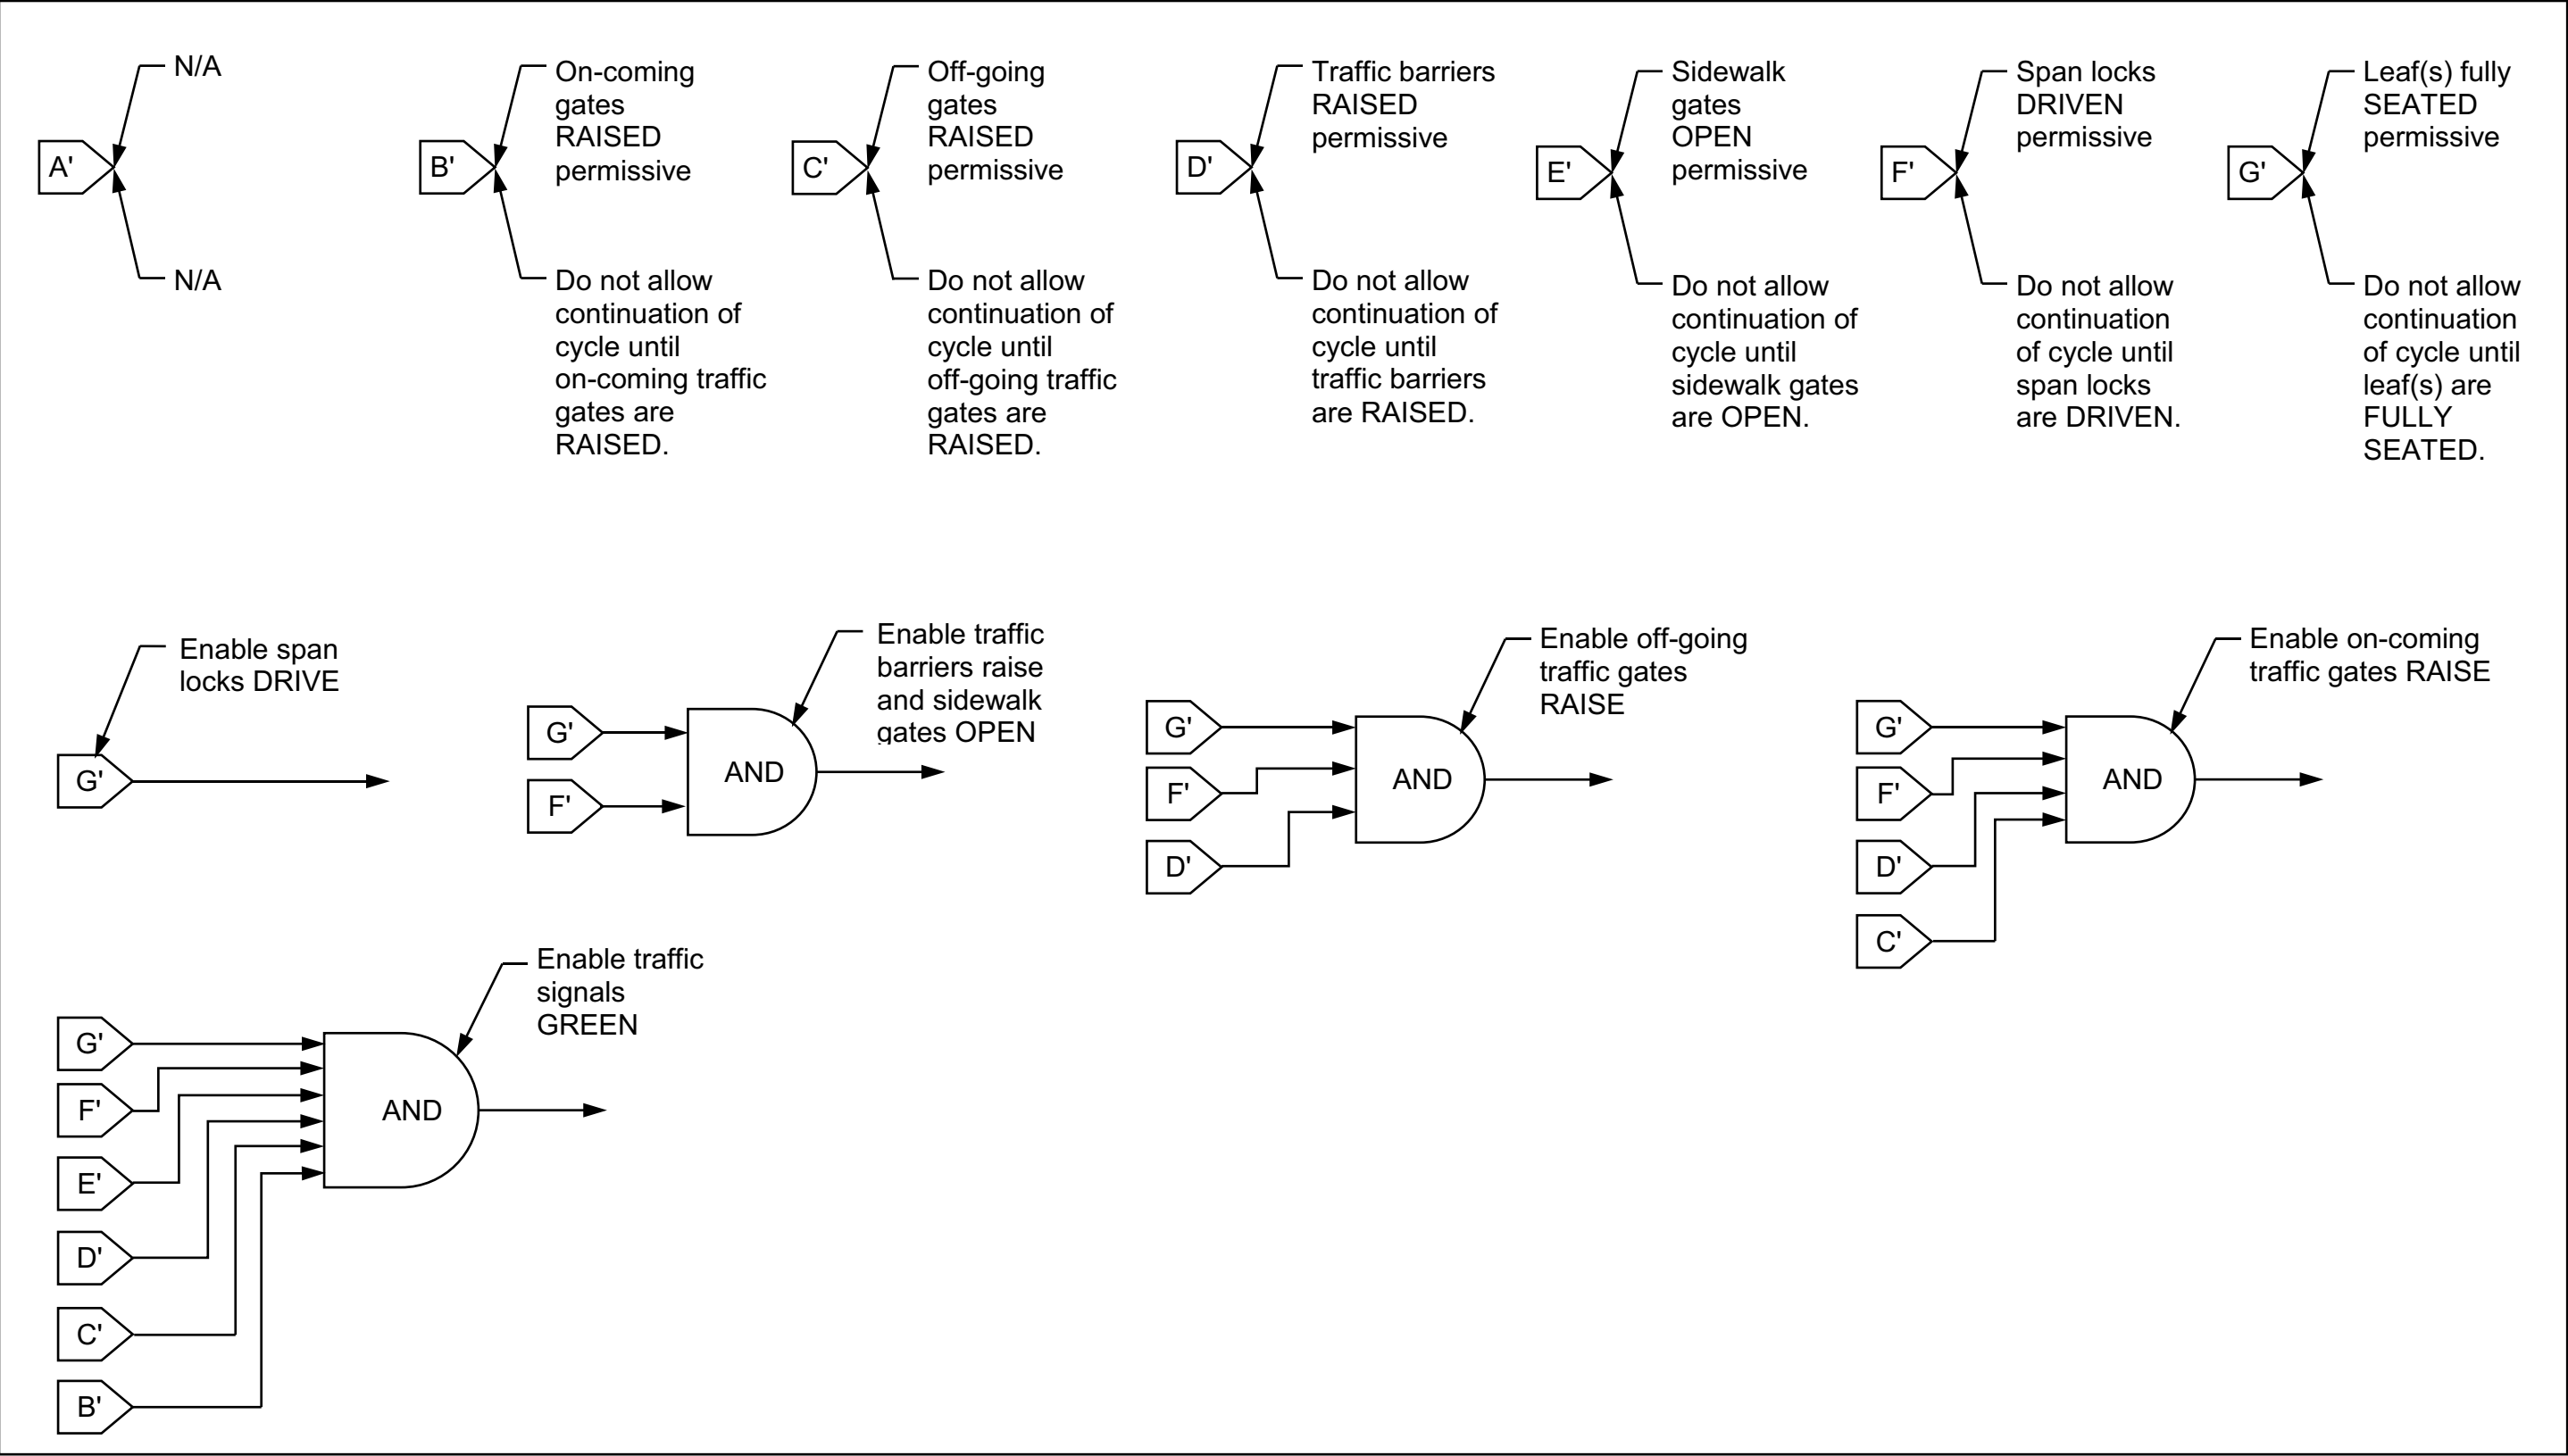 A'
N/A
N/A
B'
On-coming
gates
RAISED
permissive
Do not allow
continuation of
cycle until
on-coming traffic
gates are
RAISED.
C'
Off-going
gates
RAISED
permissive
Do not allow
continuation of
cycle until
off-going traffic
gates are
RAISED.
D'
Traffic barriers
RAISED
permissive
Do not allow
continuation of
cycle until
traffic barriers
are RAISED.
E'
Sidewalk
gates
OPEN
permissive
Do not allow
continuation of
cycle until
sidewalk gates
are OPEN.
F'
Span locks
DRIVEN
permissive
Do not allow
continuation
of cycle until
span locks
are DRIVEN.
G'
Leaf(s) fully
SEATED
permissive
Do not allow
continuation
of cycle until
leaf(s) are
FULLY
SEATED.
Enable span
locks DRIVE
G'
Enable traffic
barriers raise
and sidewalk
gates OPEN
G'
F'
AND
Enable off-going
traffic gates
RAISE
G'
F'
D'
AND
Enable on-coming
traffic gates RAISE
G'
F'
D'
C'
AND
Enable traffic
signals
GREEN
G'
F'
E'
D'
C'
B'
AND